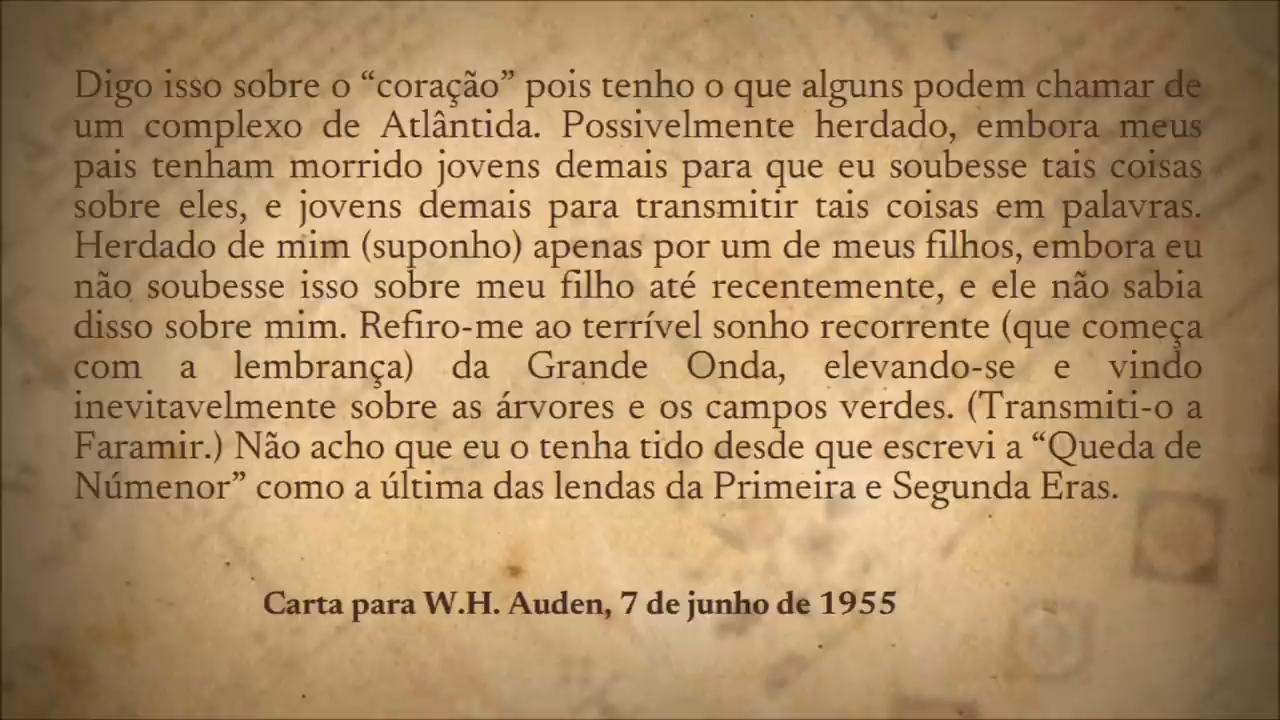 Digo isso sobre o “coração” pois tenho o que alguns podem chamar de
um complexo de Atlântida. Possivelmente herdado, embora meus
pais tenham morrido jovens demais para que eu soubesse tais coisas
sobre eles, e jovens demais para transmitir tais coisas em palavras.
Herdado de mim (suponho) apenas por um de meus filhos, embora eu
não soubesse isso sobre meu filho até recentemente, e ele não sabia
disso sobre mim. Refiro-me ao terrível sonho recorrente (que começa
com a lembrança) da Grande Onda, elevando-se e vindo
inevitavelmente sobre as árvores e os campos verdes. (Transmiti-o a
Faramir.) Não acho que eu o tenha tido desde que escrevi a “Queda de
Númenor” como a última das lendas da Primeira e Segunda Eras.
Carta para W.H. Auden, 7 de junho de 1955